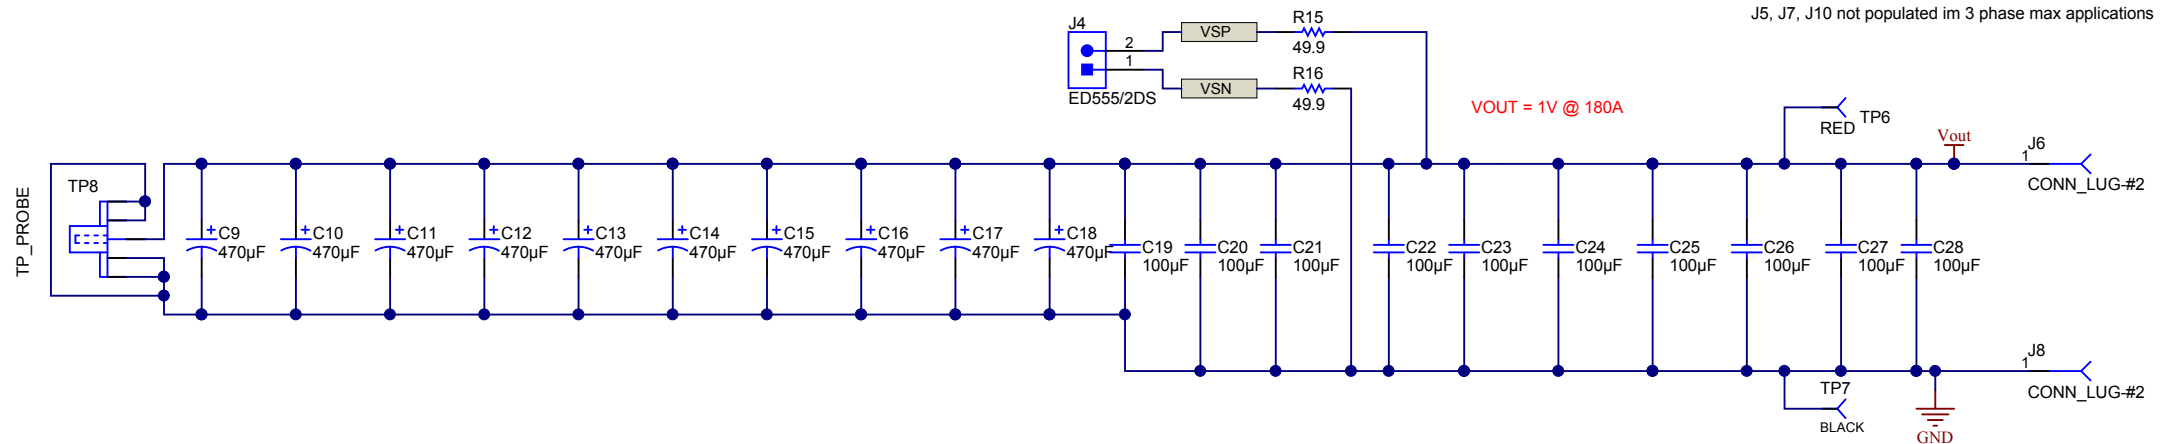 J5, J7, J10 not populated im 3 phase max applications
J4
2
1
ED555/2DS
VSP
R15
49.9
VSN
R16
49.9
VOUT = 1V @ 180A
TP6
RED
Vout
J6
1
CONN_LUG-#2
TP_PROBE
TP8
C9
470µF
C10
470µF
C11
470µF
C12
470µF
C13
470µF
C14
470µF
C15
470µF
C16
470µF
C17
470µF
C18
470µF
C19
100µF
C20
100µF
C21
100µF
C22
100µF
C23
100µF
C24
100µF
C25
100µF
C26
100µF
C27
100µF
C28
100µF
J8
1
CONN_LUG-#2
TP7
BLACK
GND